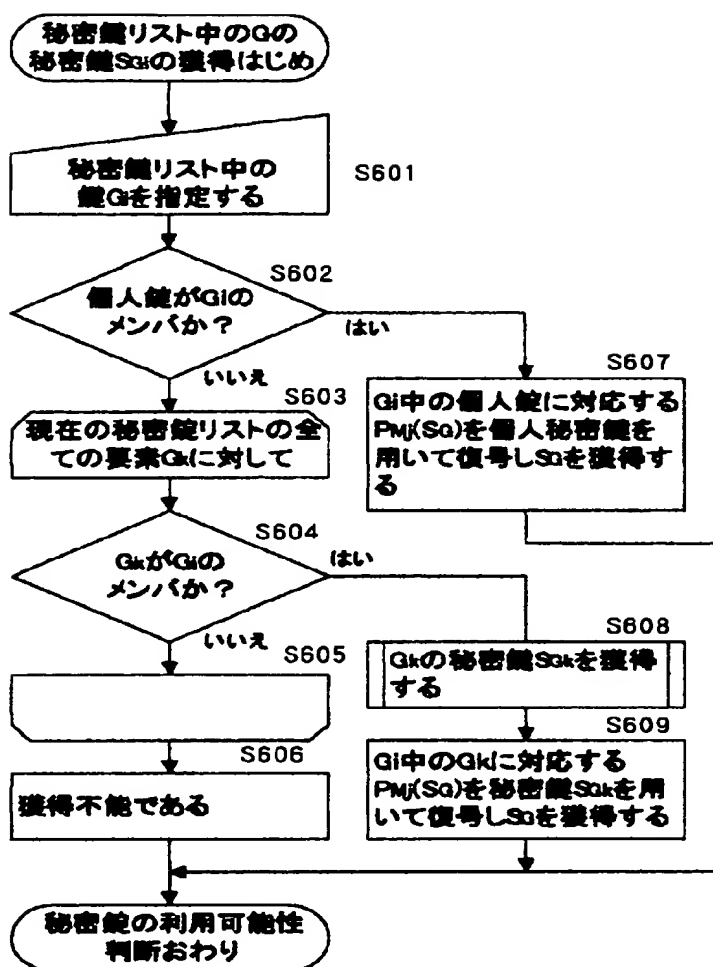 秘密鍵リスト中のGの
秘密鍵SGiの獲得はじめ
秘密鍵リスト中の
鍵Giを指定する
S601
S602
個人錠がGiの
メンバか？
はい
いいえ
S603
現在の秘密錠リストの全
ての要素Gkに対して
S607
Gi中の個人錠に対応する
PMj(SG)を個人秘密鍵を
用いて復号しSGを獲得す
る
S604
GkがGiの
メンバか？
はい
いいえ
S605
S608
Gkの秘密鍵SGkを獲得
する
S606
獲得不能である
S609
Gi中のGkに対応する
PMj(SG)を秘密鍵SGkを用
いて復号しSGを獲得する
秘密錠の利用可能性
判断おわり